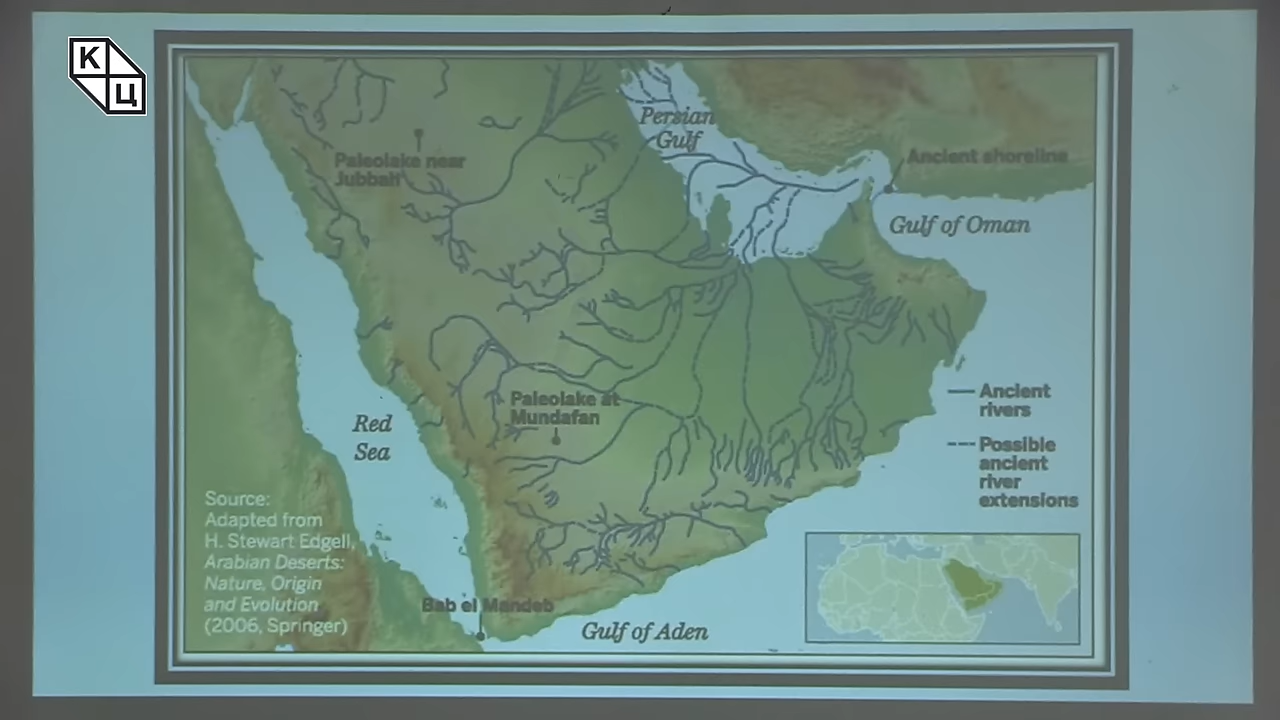 К
Ц
Persian
Gulf
Paleolake near
Jubbah
Ancient shoreline
Gulf of Oman
Ancient
rivers
Paleolake at
Mundafan
Red
Sea
Possible
ancient
river
extensions
Source:
Adapted from
H. Stewart Edgell,
Arabian Deserts:
Nature, Origin
and Evolution
(2006, Springer)
Bab el Mandeb
Gulf of Aden